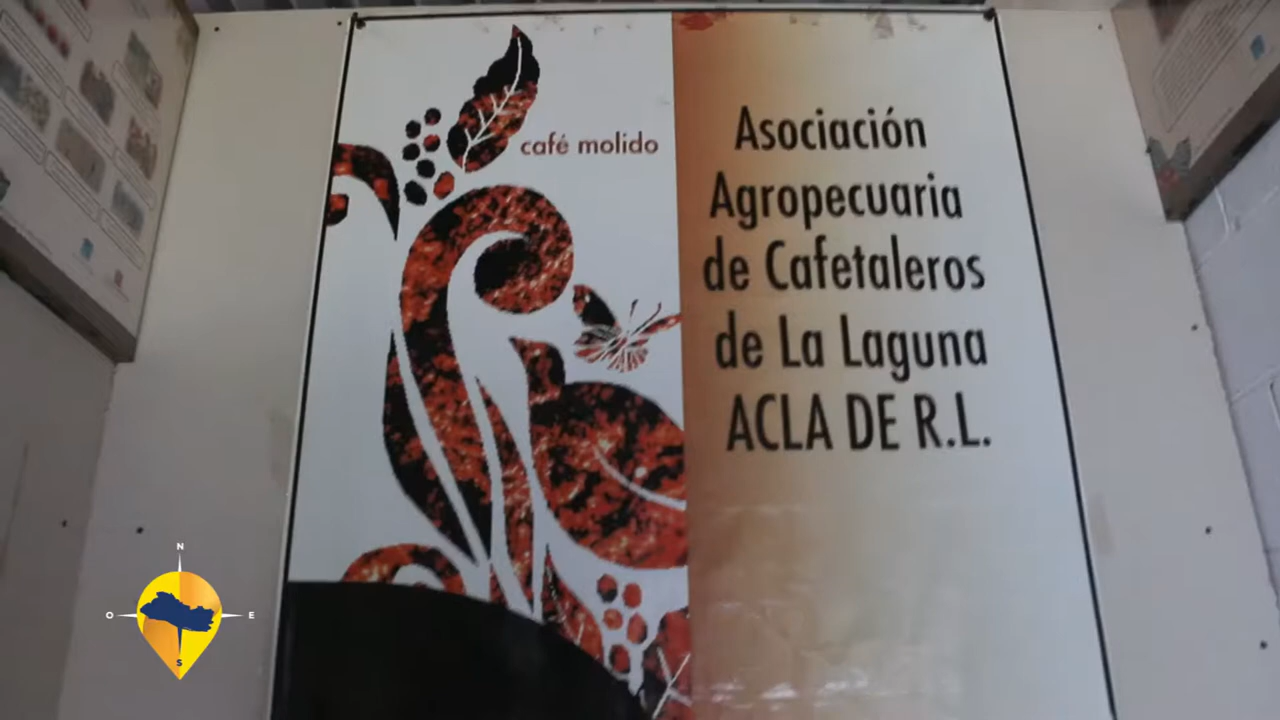 café molido
Asociación
Agropecuaria
de Cafetaleros
de La Laguna
ACLA DE R.L.
N
O
E
S